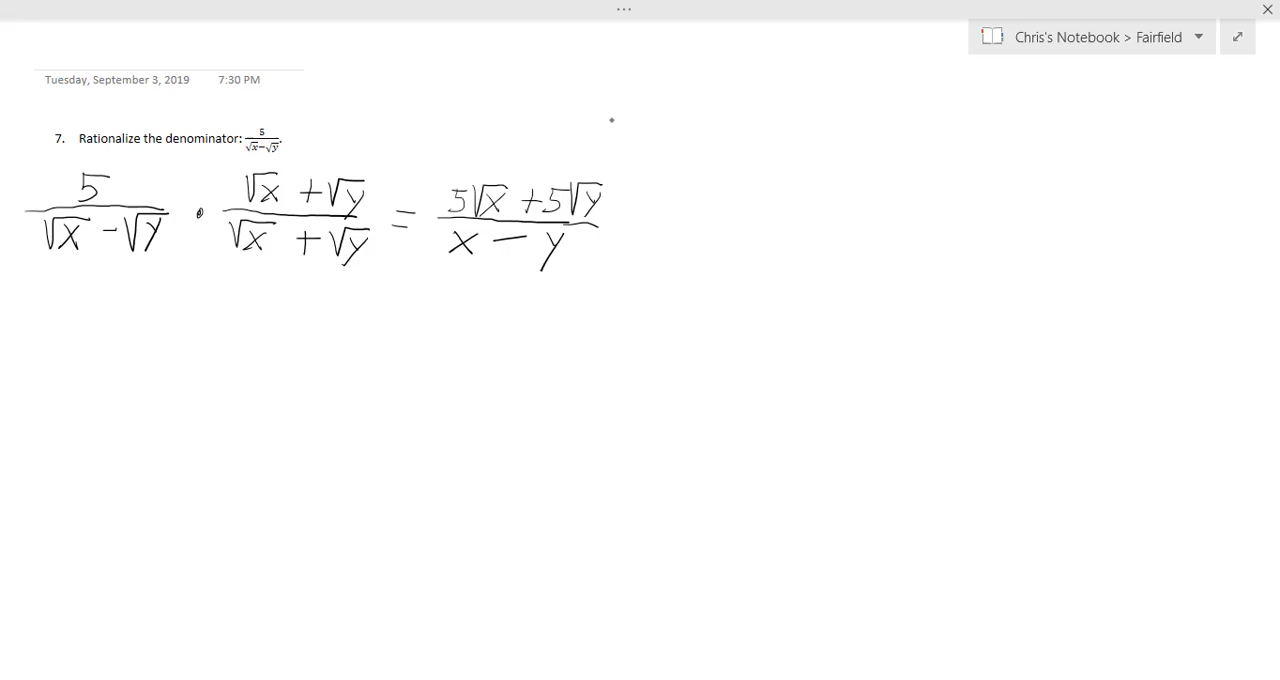 Chris's Notebook > Fairfield
Tuesday, September 3, 2019 7:30 PM
7. Rationalize the denominator: 5/(√x−√y).
5/(√x - √y) · (√x + √y)/(√x + √y) = (5√x + 5√y)/(x - y)